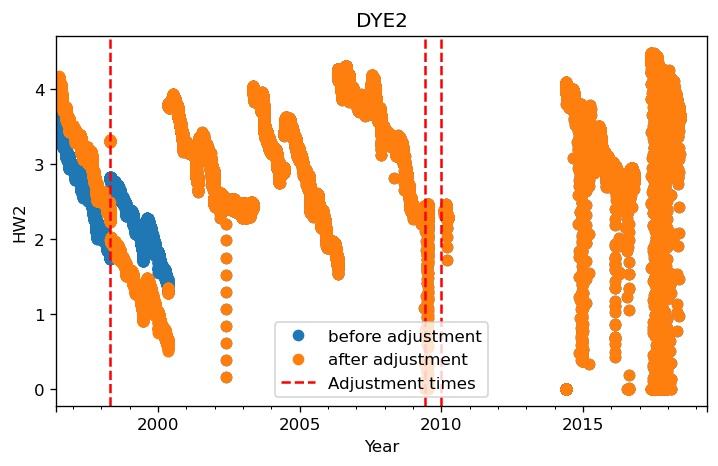 DYE2
HW2
4
3
2
1
0
before adjustment
after adjustment
Adjustment times
2000
2005
2010
2015
Year